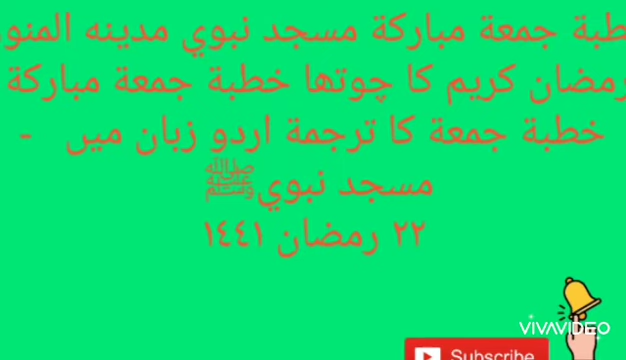 طبة جمعة مباركة مسجد نبوي مدينه المنو
رمضان كريم كا چوتها خطبة جمعة مباركة
خطبة جمعة كا ترجمة اردو زبان ميں -
مسجد نبوي ﷺ
٢٢ رمضان ١٤٤١
VIVAVIDEO
Subscribe